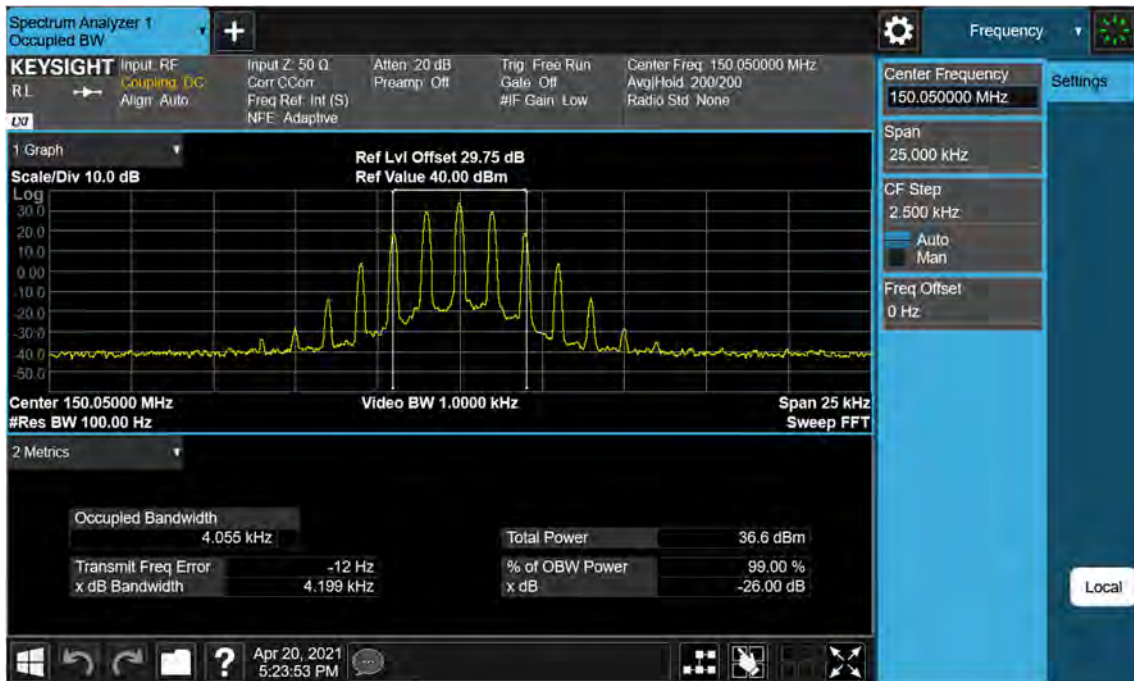 Spectrum Analyzer 1
Occupied BW
+
Frequency
KEYSIGHT
RL
LXI
Input: RF
Coupling: DC
Align: Auto
Input Z: 50 Ω
Corr CCorr
Freq Ref: Int (S)
NFE: Adaptive
Atten: 20 dB
Preamp: Off
Trig: Free Run
Gate: Off
#IF Gain: Low
Center Freq: 150.050000 MHz
Avg|Hold: 200/200
Radio Std: None
Center Frequency
150.050000 MHz
Settings
Span
25.000 kHz
CF Step
2.500 kHz
Auto
Man
Freq Offset
0 Hz
Local
1 Graph
Scale/Div 10.0 dB
Ref Lvl Offset 29.75 dB
Ref Value 40.00 dBm
Log
30.0
20.0
10.0
0.00
-10.0
-20.0
-30.0
-40.0
-50.0
Center 150.05000 MHz
#Res BW 100.00 Hz
Video BW 1.0000 kHz
Span 25 kHz
Sweep FFT
2 Metrics
Occupied Bandwidth
4.055 kHz
Total Power 36.6 dBm
Transmit Freq Error -12 Hz
% of OBW Power 99.00 %
x dB Bandwidth 4.199 kHz
x dB -26.00 dB
?
Apr 20, 2021
5:23:53 PM